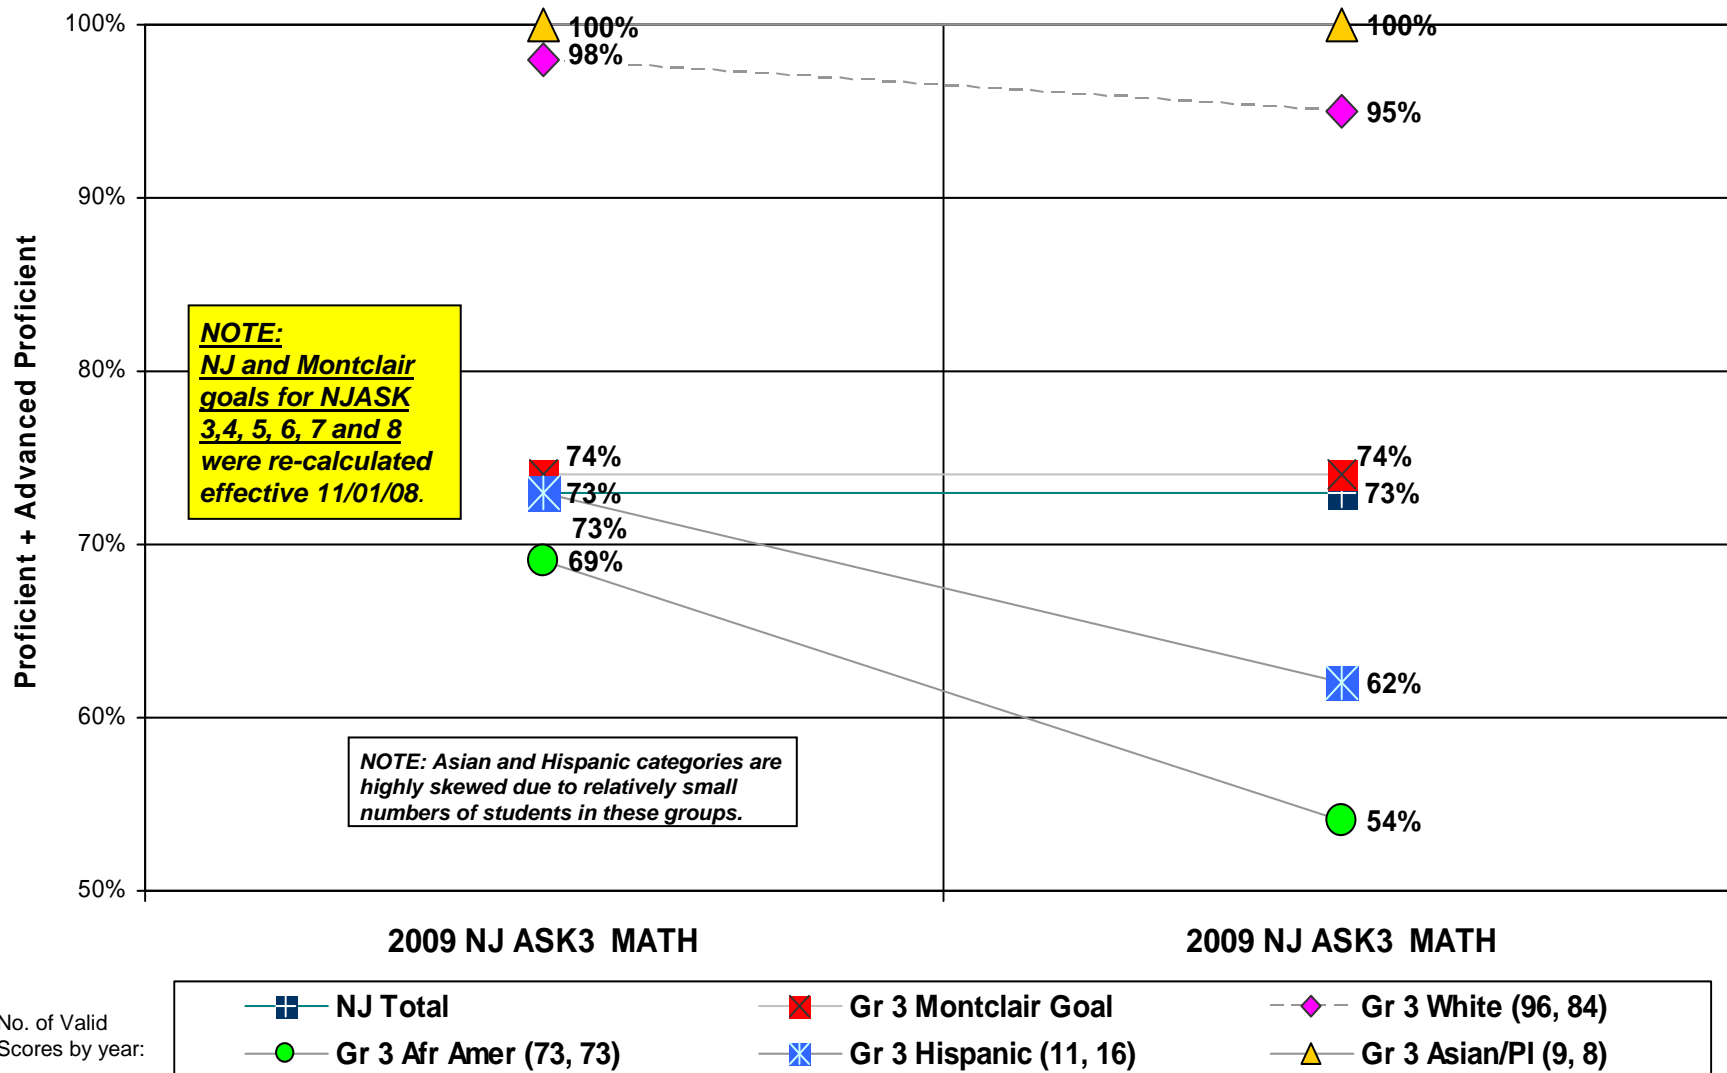 100%
90%
80%
70%
60%
50%
Proficient + Advanced Proficient
100%
98%
100%
95%
NOTE:
NJ and Montclair
goals for NJASK
3,4, 5, 6, 7 and 8
were re-calculated
effective 11/01/08.
74%
73%
73%
69%
74%
73%
62%
54%
NOTE: Asian and Hispanic categories are
highly skewed due to relatively small
numbers of students in these groups.
2009 NJ ASK3  MATH
2009 NJ ASK3  MATH
No. of Valid
Scores by year:
NJ Total
Gr 3 Montclair Goal
Gr 3 White (96, 84)
Gr 3 Afr Amer (73, 73)
Gr 3 Hispanic (11, 16)
Gr 3 Asian/PI (9, 8)